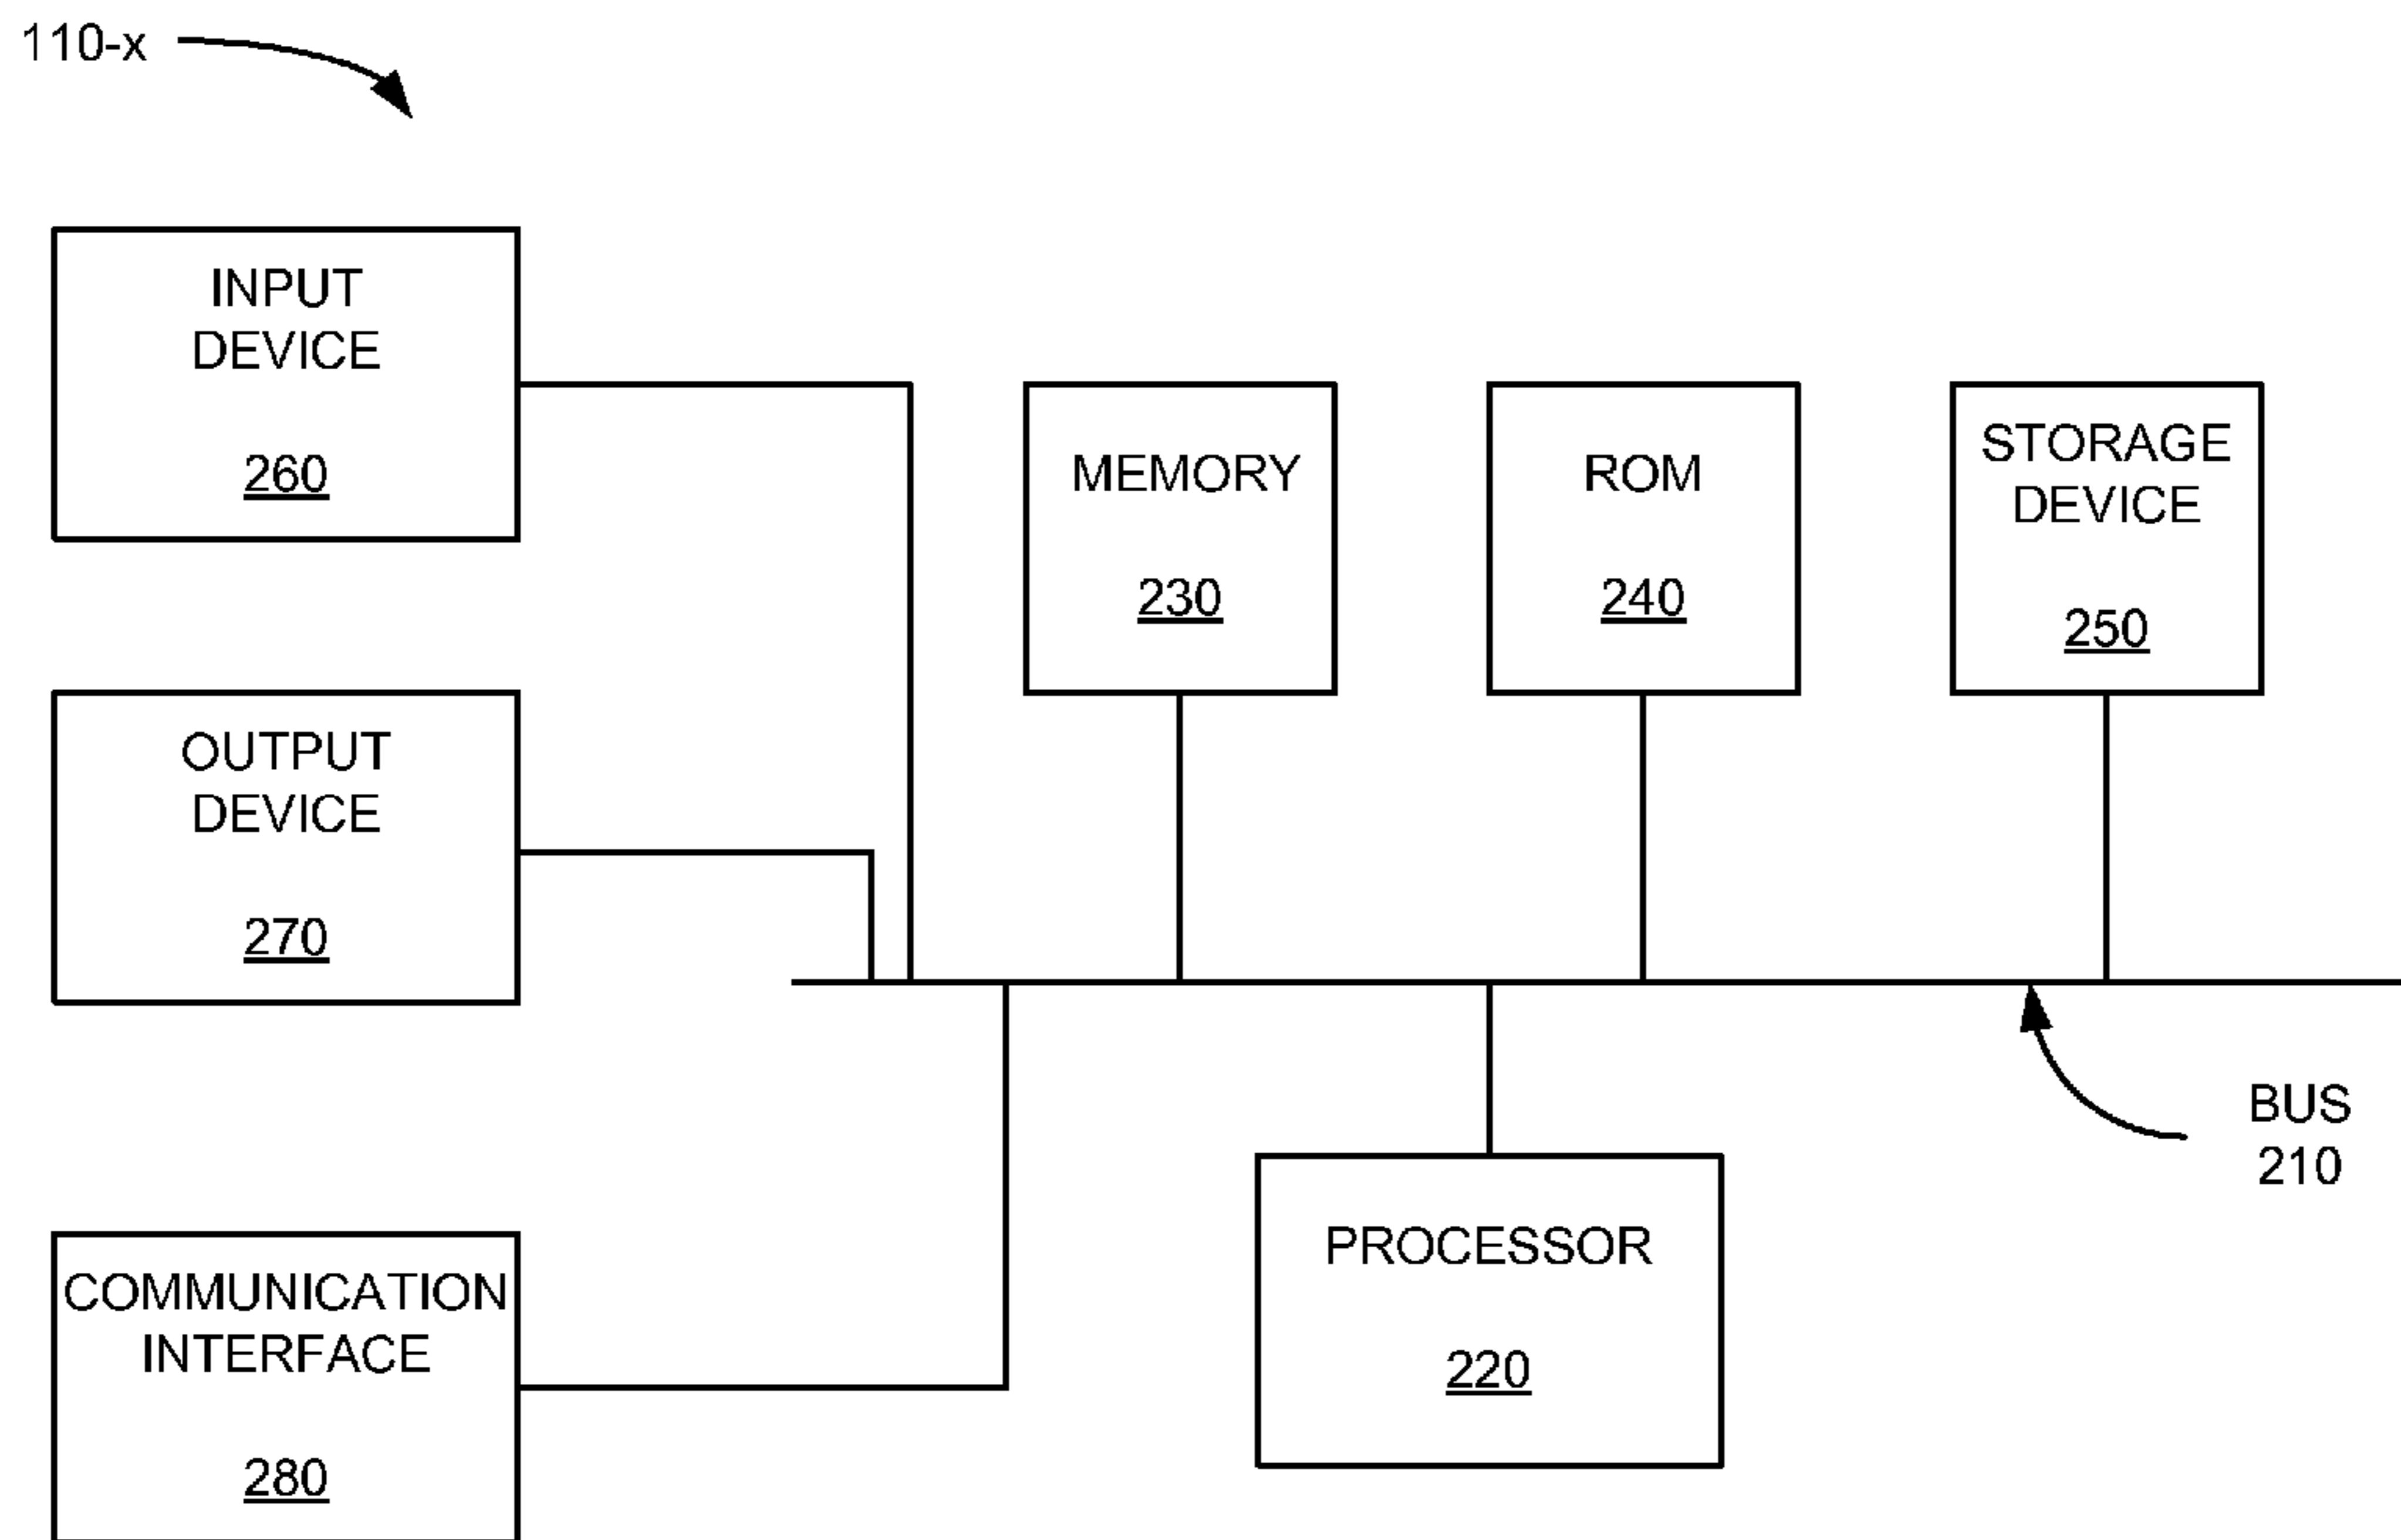 110-x
INPUT
DEVICE
260
MEMORY
230
ROM
240
STORAGE
DEVICE
250
OUTPUT
DEVICE
270
BUS
210
COMMUNICATION
INTERFACE
280
PROCESSOR
220